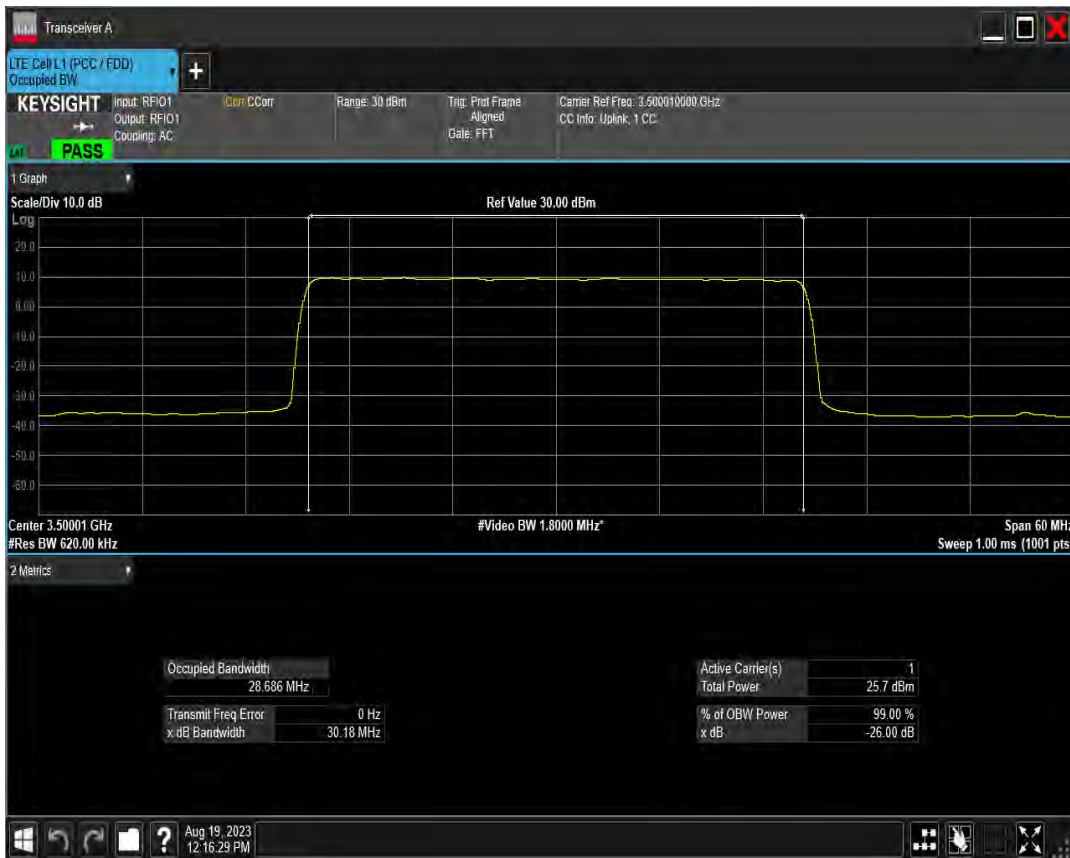 Transceiver A
LTE Cell L1 (PCC / FDD)
Occupied BW
+
KEYSIGHT
Input: RFIO1
Output: RFIO1
Coupling: AC
Corr CCorr
Range: 30 dBm
Trig: Prot Frame
Aligned
Gate: FFT
Carrier Ref Freq: 3.500010000 GHz
CC Info: Uplink, 1 CC
PASS
1 Graph
Scale/Div 10.0 dB
Ref Value 30.00 dBm
Log
20.0
10.0
0.00
-10.0
-20.0
-30.0
-40.0
-50.0
-60.0
Center 3.50001 GHz
#Video BW 1.8000 MHz*
Span 60 MHz
#Res BW 620.00 kHz
Sweep 1.00 ms (1001 pts
2 Metrics
Occupied Bandwidth
28.686 MHz
Transmit Freq Error 0 Hz
x dB Bandwidth 30.18 MHz
Active Carrier(s) 1
Total Power 25.7 dBm
% of OBW Power 99.00 %
x dB -26.00 dB
?
Aug 19, 2023
12:16:29 PM